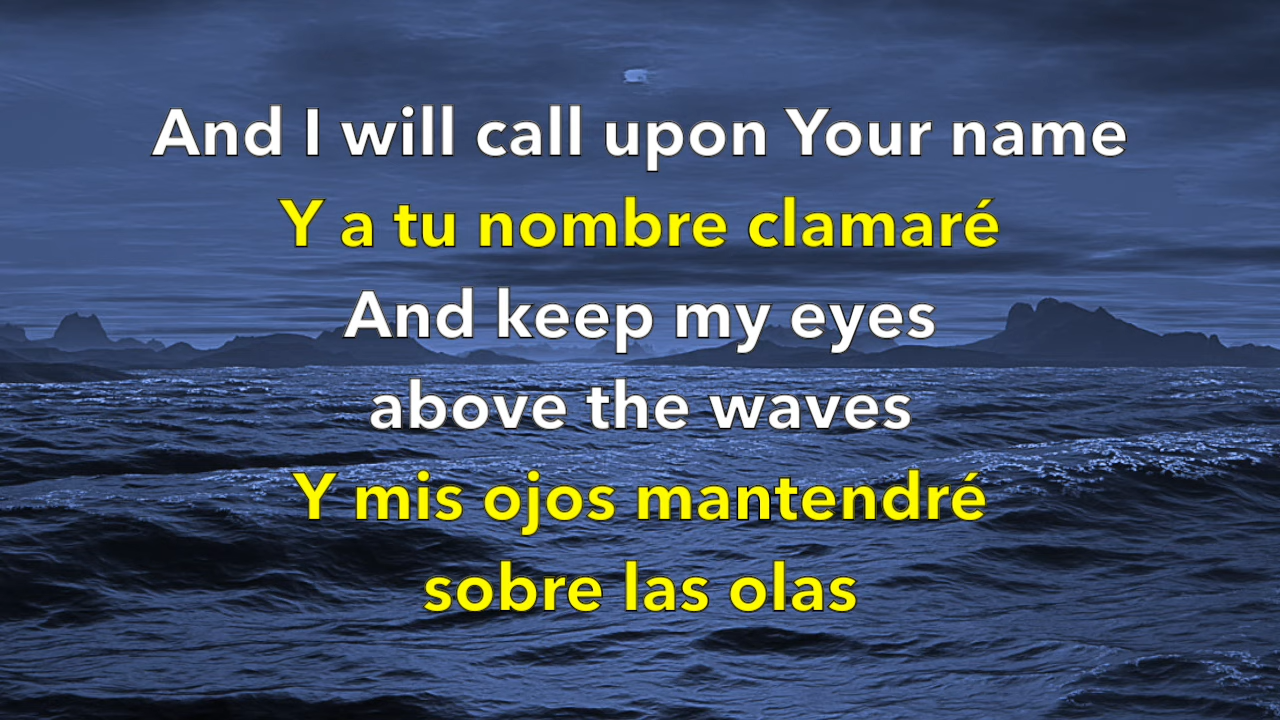 And I will call upon Your name
Y a tu nombre clamaré
And keep my eyes
above the waves
Y mis ojos mantendré
sobre las olas